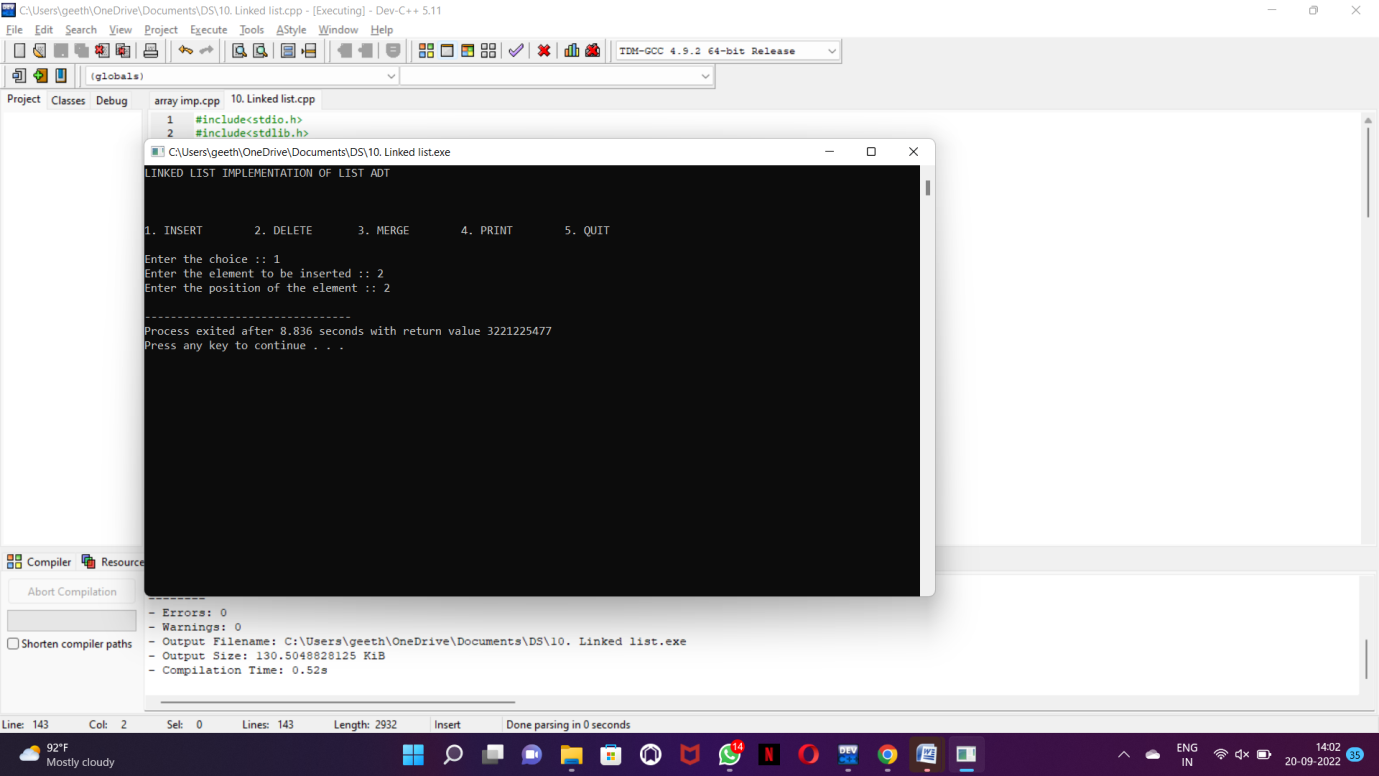 C:\Users\geeth\OneDrive\Documents\DS\10. Linked list.cpp - [Executing] - Dev-C++ 5.11
File Edit Search View Project Execute Tools AStyle Window Help
TDM-GCC 4.9.2 64-bit Release
(globals)
Project Classes Debug array imp.cpp 10. Linked list.cpp
1 #include<stdio.h>
2 #include<stdlib.h>
C:\Users\geeth\OneDrive\Documents\DS\10. Linked list.exe
LINKED LIST IMPLEMENTATION OF LIST ADT
1. INSERT 2. DELETE 3. MERGE 4. PRINT 5. QUIT
Enter the choice :: 1
Enter the element to be inserted :: 2
Enter the position of the element :: 2
--------------------------------
Process exited after 8.836 seconds with return value 3221225477
Press any key to continue . . .
Compiler Resource
Abort Compilation
Shorten compiler paths
--------
- Errors: 0
- Warnings: 0
- Output Filename: C:\Users\geeth\OneDrive\Documents\DS\10. Linked list.exe
- Output Size: 130.5048828125 KiB
- Compilation Time: 0.52s
Line: 143 Col: 2 Sel: 0 Lines: 143 Length: 2932 Insert Done parsing in 0 seconds
92°F
Mostly cloudy
14
N
DEV
ENG
IN
14:02
20-09-2022
35